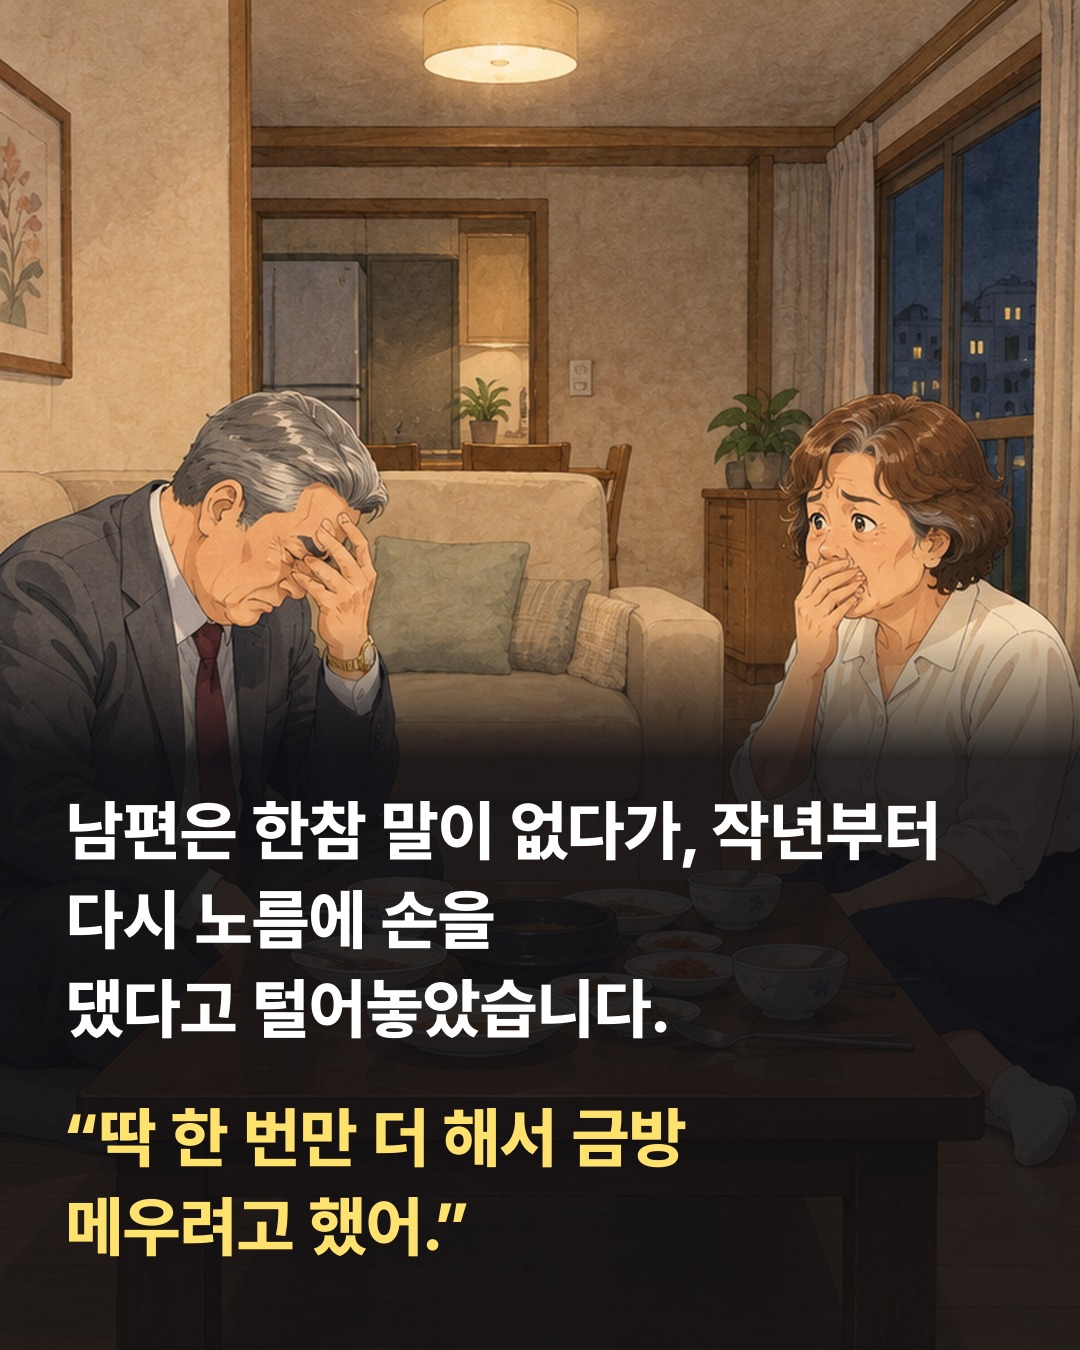 남편은 한참 말이 없다가, 작년부터
다시 노름에 손을
댔다고 털어놓았습니다.
“딱 한 번만 더 해서 금방
메우려고 했어.”